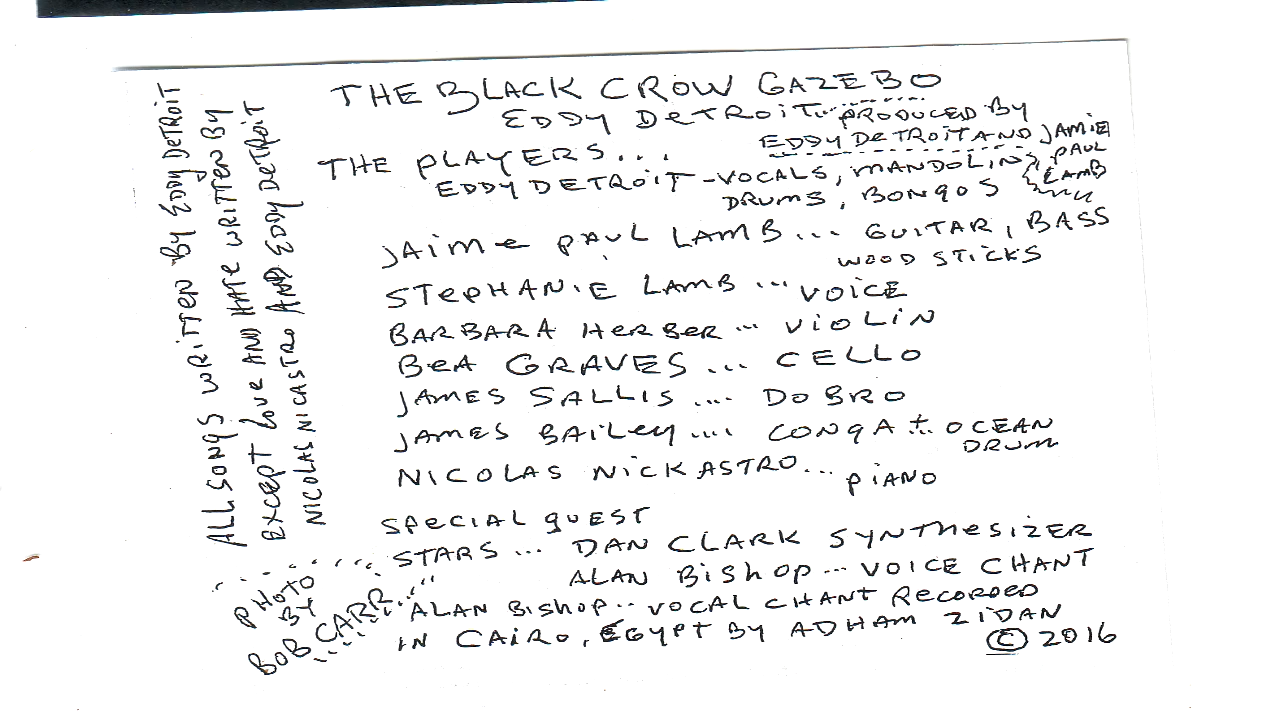 THE BLACK CROW GAZEBO
EDDY DETROIT... PRODUCED BY
EDDY DETROIT AND JAMIE
PAUL
LAMB
THE PLAYERS...
EDDY DETROIT - VOCALS, MANDOLIN,
DRUMS, BONGOS
JAIME PAUL LAMB... GUITAR, BASS
WOOD STICKS
STEPHANIE LAMB... VOICE
BARBARA HERBER... VIOLIN
BEA GRAVES... CELLO
JAMES SALLIS.... DOBRO
JAMES BAILEY.... CONGA + OCEAN
DRUM
NICOLAS NICKASTRO... PIANO
SPECIAL GUEST
STARS... DAN CLARK SYNTHESIZER
ALAN BISHOP... VOICE CHANT
ALAN BISHOP.. VOCAL CHANT RECORDED
IN CAIRO, EGYPT BY ADHAM ZIDAN
© 2016
ALL SONGS WRITTEN BY EDDY DETROIT
EXCEPT LOVE AND HATE WRITTEN BY
NICOLAS NICASTRO AND EDDY DETROIT
PHOTO
BY
BOB CARR